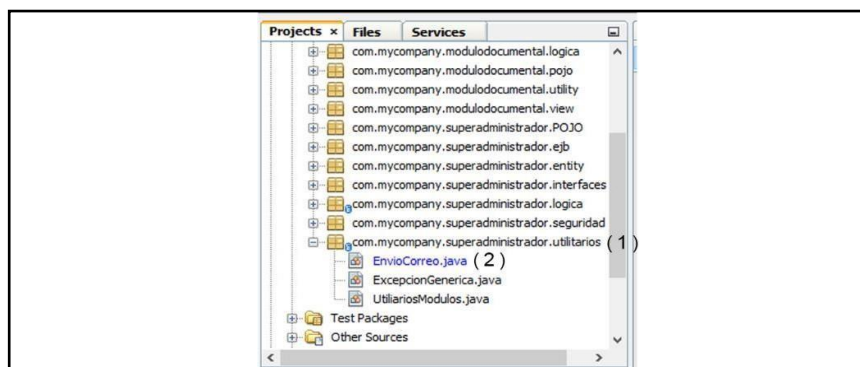 Projects × Files Services
com.mycompany.modulodocumental.logica
com.mycompany.modulodocumental.pojo
com.mycompany.modulodocumental.utility
com.mycompany.modulodocumental.view
com.mycompany.superadministrador.POJO
com.mycompany.superadministrador.ejb
com.mycompany.superadministrador.entity
com.mycompany.superadministrador.interfaces
com.mycompany.superadministrador.logica
com.mycompany.superadministrador.seguridad
com.mycompany.superadministrador.utilitarios ( 1 )
EnvioCorreo.java ( 2 )
ExcepcionGenerica.java
UtiliariosModulos.java
Test Packages
Other Sources